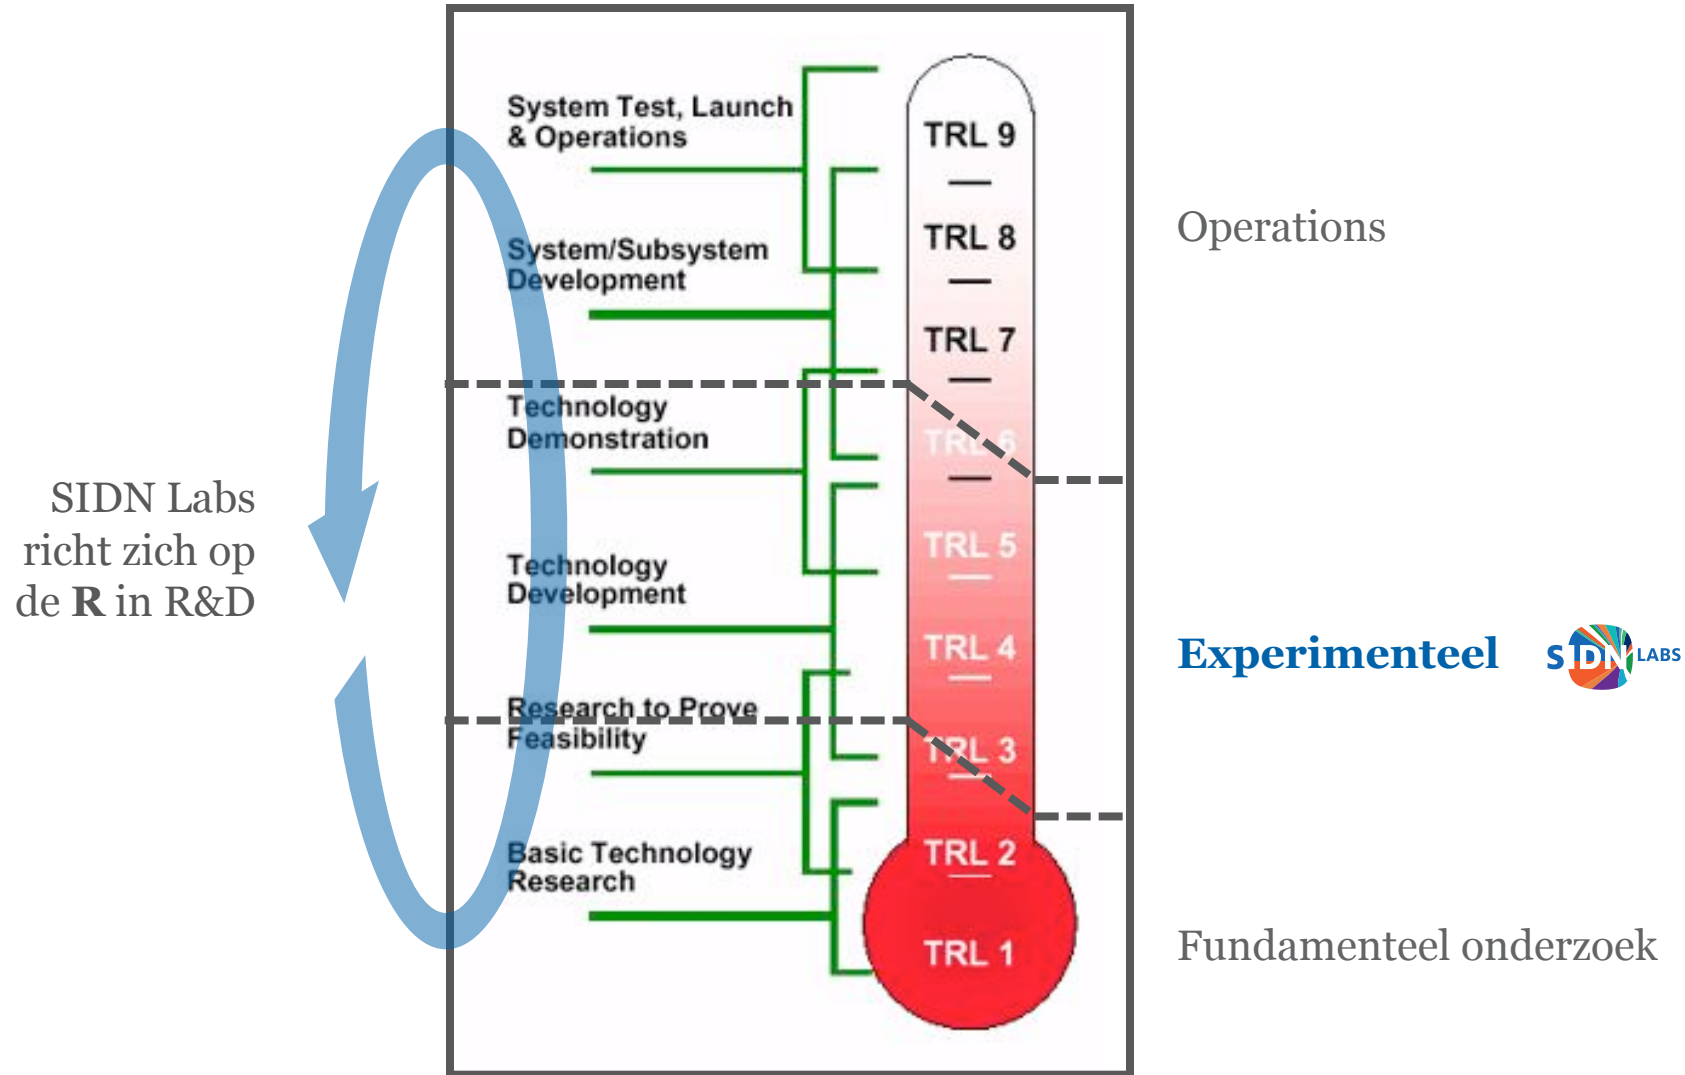 System Test, Launch
& Operations
System/Subsystem
Development
Technology
Demonstration
Technology
Development
Research to Prove
Feasibility
Basic Technology
Research
TRL 9
TRL 8
TRL 7
TRL 6
TRL 5
TRL 4
TRL 3
TRL 2
TRL 1
SIDN Labs
richt zich op
de R in R&D
Operations
Experimenteel
SIDN LABS
Fundamenteel onderzoek